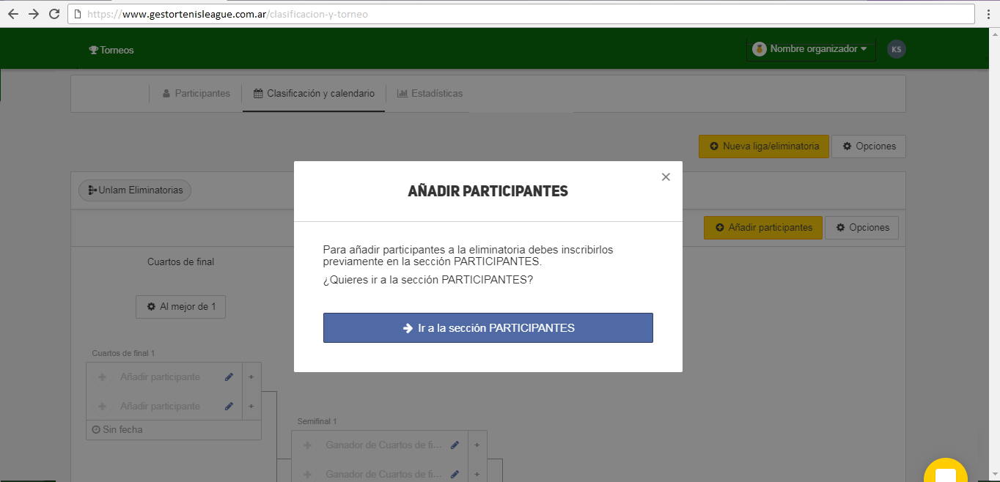 https://www.gestortenisleague.com.ar/clasificacion-y-torneo
Torneos
Nombre organizador
KS
Participantes
Clasificación y calendario
Estadísticas
Nueva liga/eliminatoria
Opciones
Unlam Eliminatorias
AÑADIR PARTICIPANTES
Añadir participantes
Opciones
Para añadir participantes a la eliminatoria debes inscribirlos
previamente en la sección PARTICIPANTES.
¿Quieres ir a la sección PARTICIPANTES?
Ir a la sección PARTICIPANTES
Cuartos de final
Al mejor de 1
Cuartos de final 1
Añadir participante
Añadir participante
Sin fecha
Semifinal 1
Ganador de Cuartos de fi...
Ganador de Cuartos de fi...